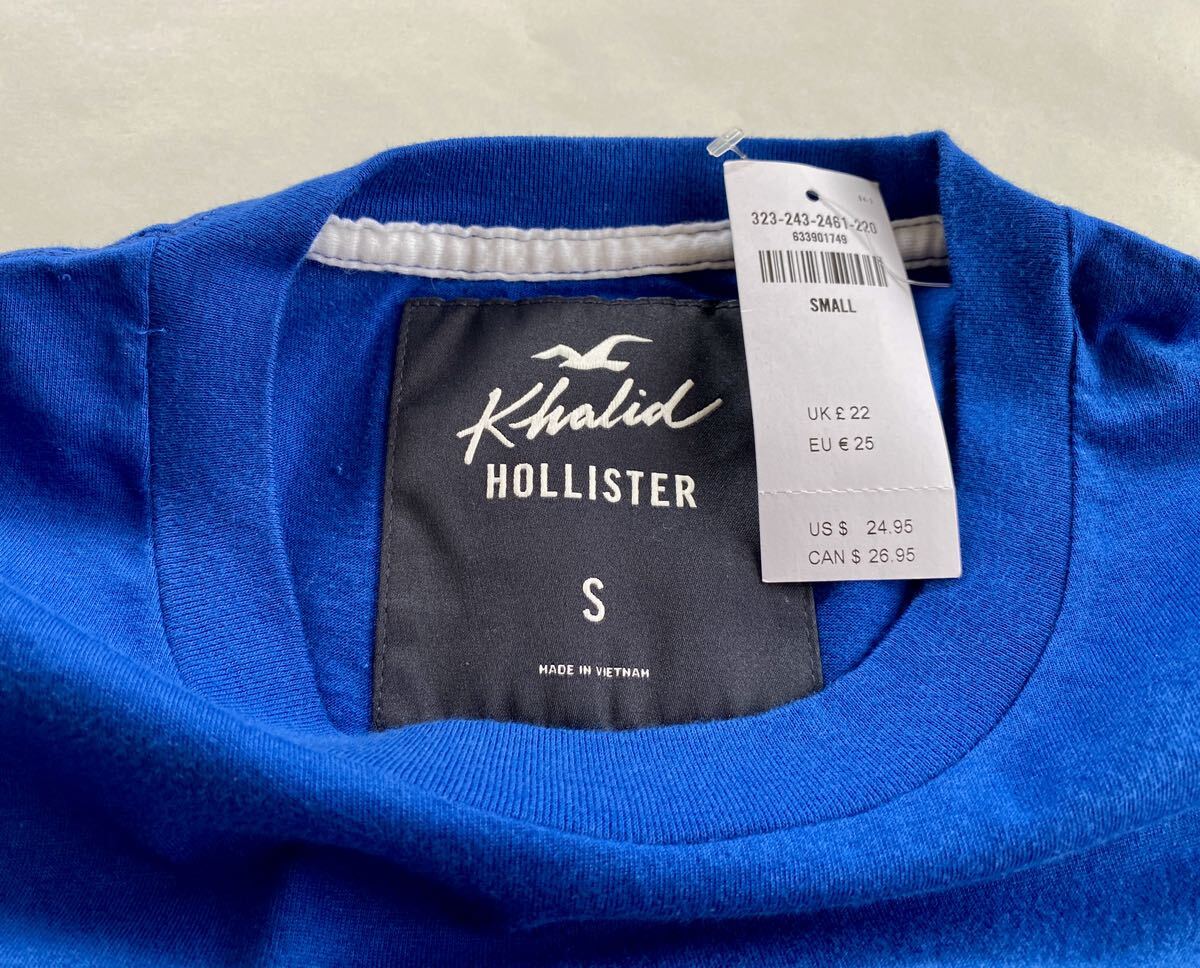 Khalid
HOLLISTER
S
MADE IN VIETNAM
323-243-2461-220
633901749
SMALL
UK £ 22
EU € 25
US $ 24.95
CAN $ 26.95